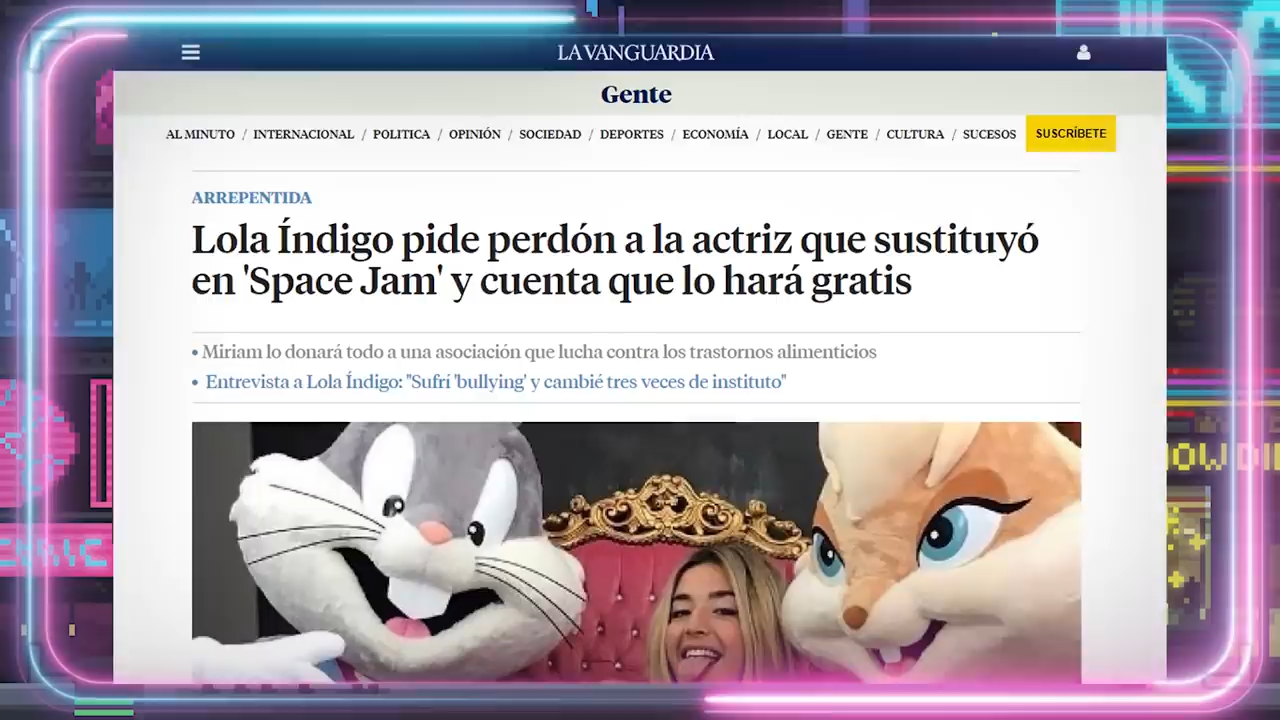 LA VANGUARDIA
Gente
AL MINUTO / INTERNACIONAL / POLITICA / OPINIÓN / SOCIEDAD / DEPORTES / ECONOMÍA / LOCAL / GENTE / CULTURA / SUCESOS SUSCRÍBETE
ARREPENTIDA
Lola Índigo pide perdón a la actriz que sustituyó
en 'Space Jam' y cuenta que lo hará gratis
• Miriam lo donará todo a una asociación que lucha contra los trastornos alimenticios
• Entrevista a Lola Índigo: "Sufrí 'bullying' y cambié tres veces de instituto"